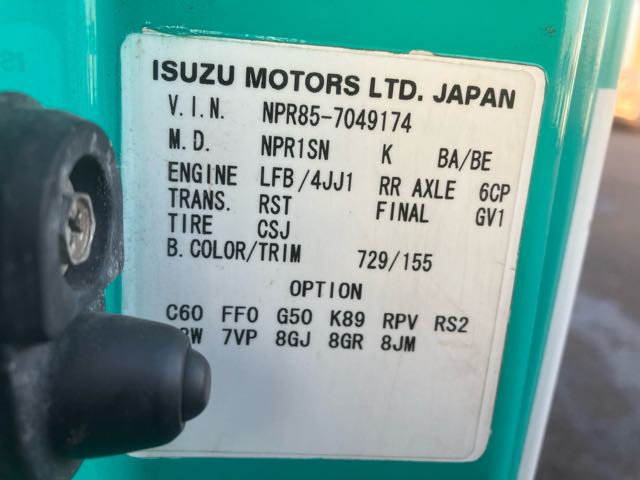 ISUZU MOTORS LTD. JAPAN
V.I.N. NPR85-7049174
M.D. NPR1SN K BA/BE
ENGINE LFB/4JJ1 RR AXLE 6CP
TRANS. RST FINAL GV1
TIRE CSJ
B.COLOR/TRIM 729/155
OPTION
C60 FF0 G50 K89 RPV RS2
7VP 8GJ 8GR 8JM